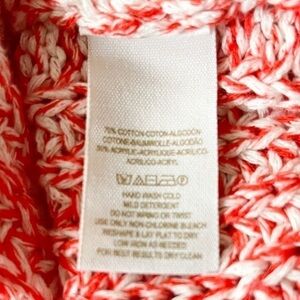 70% COTTON-COTON-ALGODÓN
COTONE-BAUMWOLLE-ALGODÃO
30% ACRYLIC-ACRYLIQUE-ACRÍLICO
ACRILICO-ACRYL
HAND WASH COLD
MILD DETERGENT
DO NOT WRING OR TWIST
USE ONLY NON-CHLORINE BLEACH
RESHAPE & LAY FLAT TO DRY
LOW IRON AS NEEDED
FOR BEST RESULTS DRY CLEAN